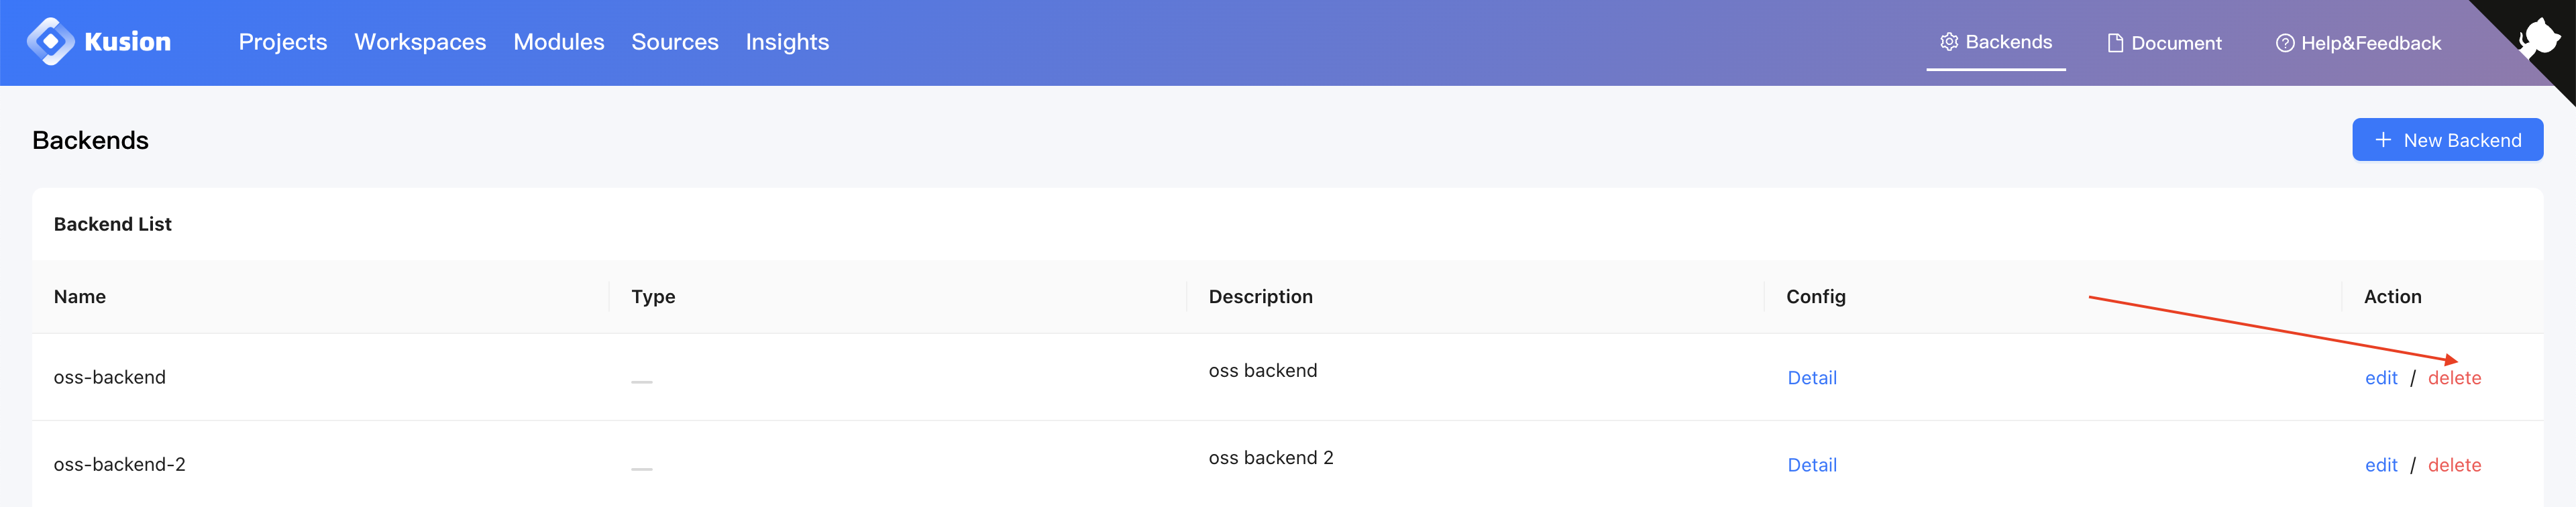 Kusion Projects Workspaces Modules Sources Insights Backends Document Help&Feedback
Backends
+ New Backend
Backend List
Name Type Description Config Action
oss-backend — oss backend Detail edit / delete
oss-backend-2 — oss backend 2 Detail edit / delete